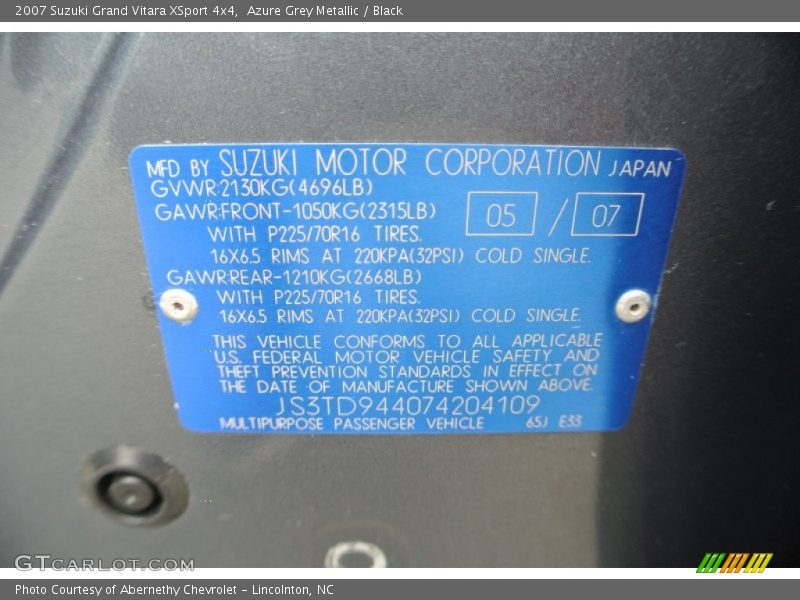 2007 Suzuki Grand Vitara XSport 4x4,  Azure Grey Metallic / Black
MFD BY SUZUKI MOTOR CORPORATION JAPAN
GVWR:2130KG(4696LB)
GAWR:FRONT-1050KG(2315LB) 05 / 07
WITH P225/70R16 TIRES.
16X6.5 RIMS AT 220KPA(32PSI) COLD SINGLE.
GAWR:REAR-1210KG(2668LB)
WITH P225/70R16 TIRES.
16X6.5 RIMS AT 220KPA(32PSI) COLD SINGLE.
THIS VEHICLE CONFORMS TO ALL APPLICABLE
U.S. FEDERAL MOTOR VEHICLE SAFETY AND
THEFT PREVENTION STANDARDS IN EFFECT ON
THE DATE OF MANUFACTURE SHOWN ABOVE.
JS3TD944074204109
MULTIPURPOSE PASSENGER VEHICLE 65J E33
GTCARLOT.COM
Photo Courtesy of Abernethy Chevrolet - Lincolnton, NC